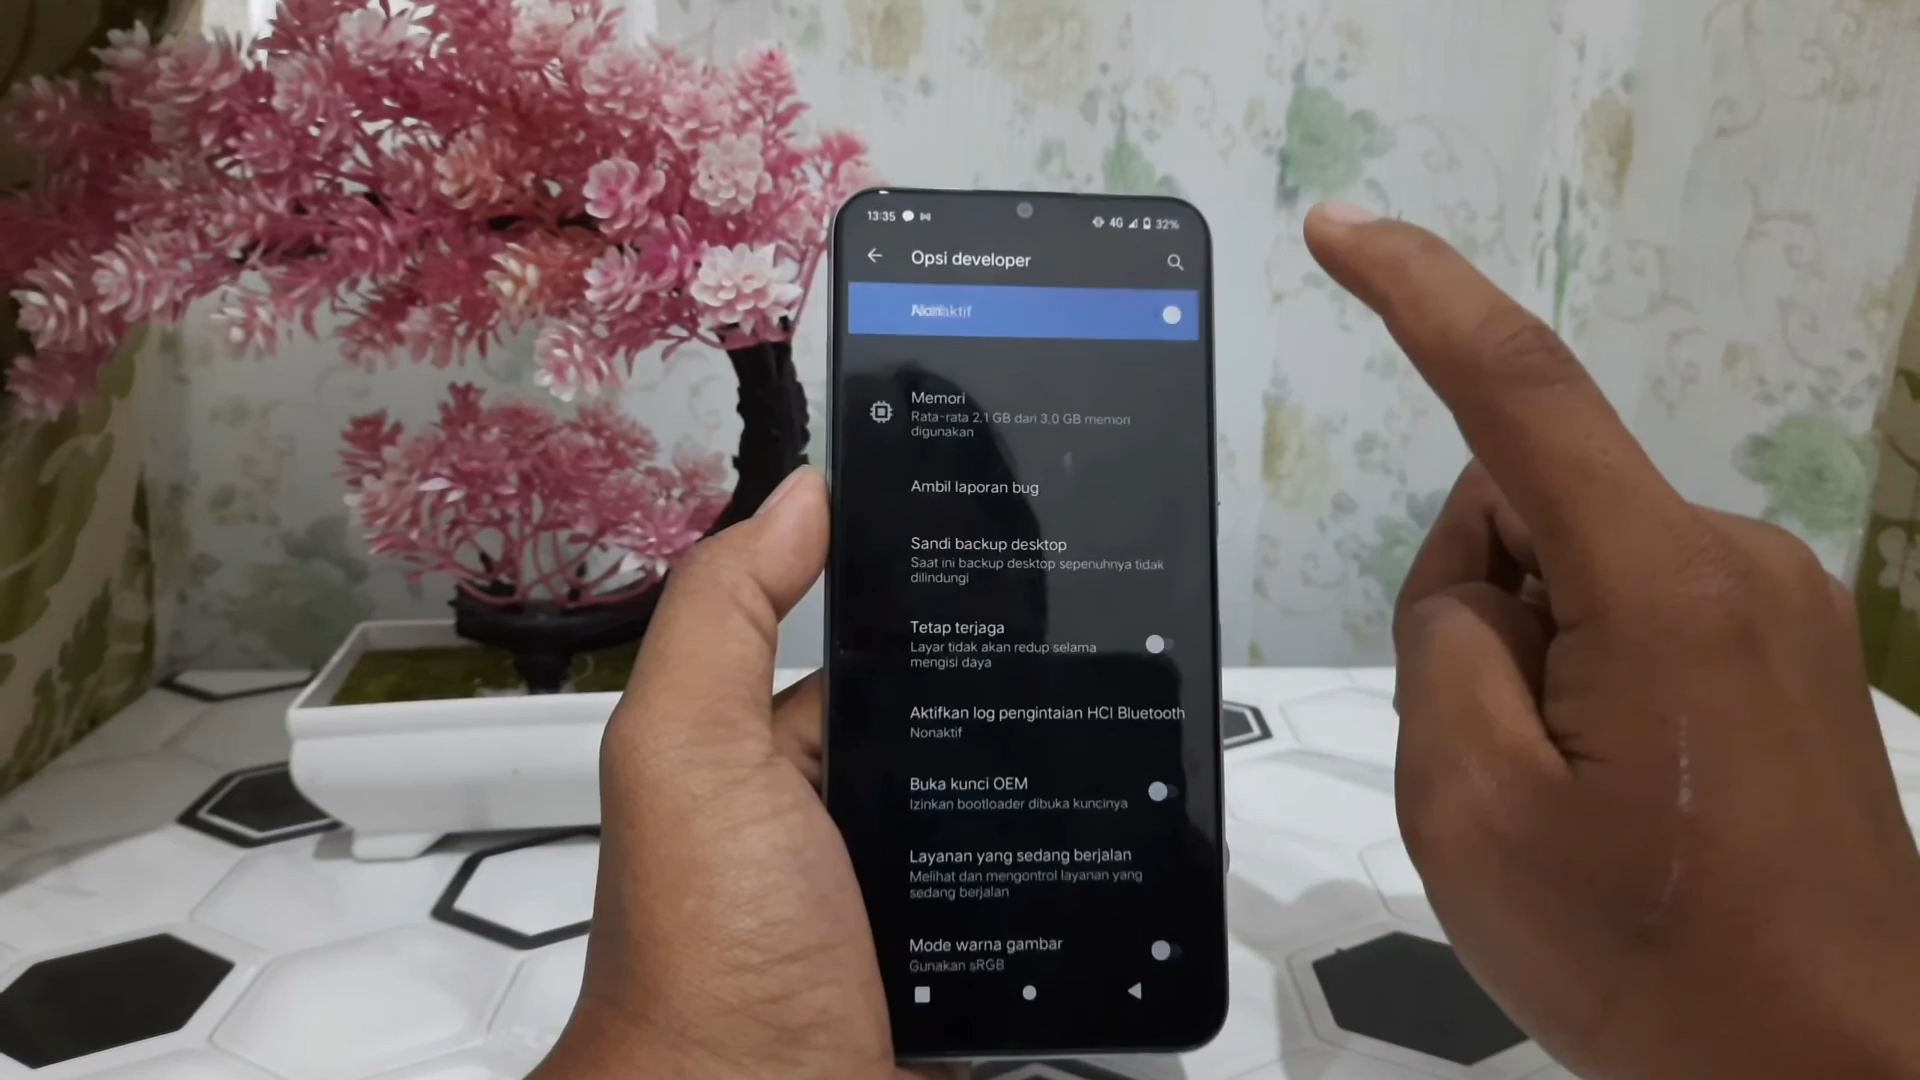 13:35 4G 32%
Opsi developer
Memori
Rata-rata 2,1 GB dari 3,0 GB memori
digunakan
Ambil laporan bug
Sandi backup desktop
Saat ini backup desktop sepenuhnya tidak
dilindungi
Tetap terjaga
Layar tidak akan redup selama
mengisi daya
Aktifkan log pengintaian HCI Bluetooth
Nonaktif
Buka kunci OEM
Izinkan bootloader dibuka kuncinya
Layanan yang sedang berjalan
Melihat dan mengontrol layanan yang
sedang berjalan
Mode warna gambar
Gunakan sRGB